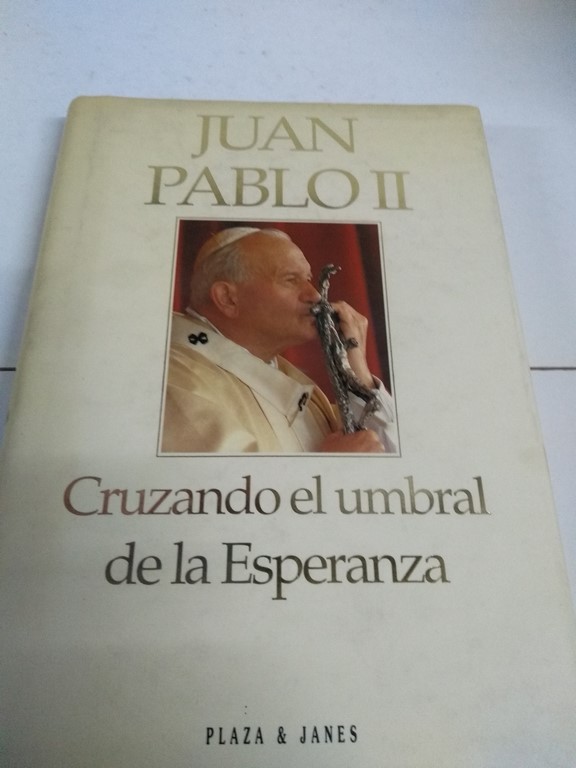 JUAN
PABLO II
Cruzando el umbral
de la Esperanza
PLAZA & JANES